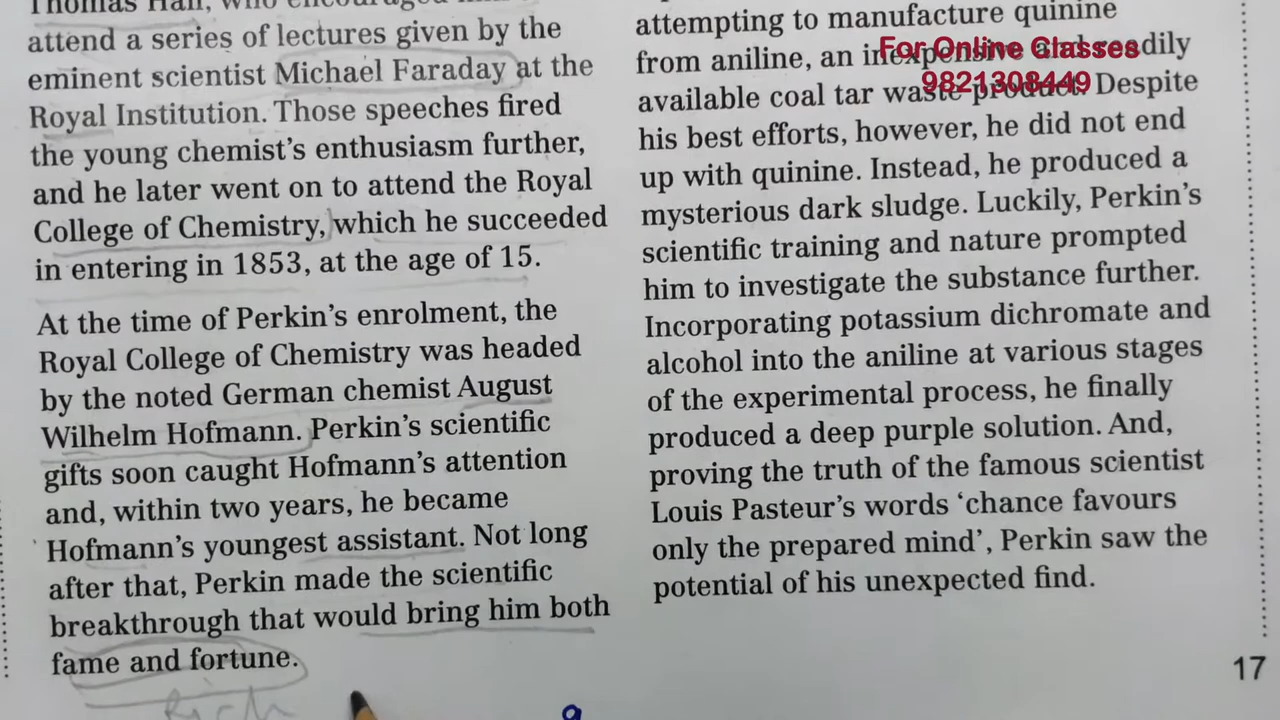 Thomas Hall, who encouraged
attend a series of lectures given by the
eminent scientist Michael Faraday at the
Royal Institution. Those speeches fired
the young chemist's enthusiasm further,
and he later went on to attend the Royal
College of Chemistry, which he succeeded
in entering in 1853, at the age of 15.
At the time of Perkin's enrolment, the
Royal College of Chemistry was headed
by the noted German chemist August
Wilhelm Hofmann. Perkin's scientific
gifts soon caught Hofmann's attention
and, within two years, he became
Hofmann's youngest assistant. Not long
after that, Perkin made the scientific
breakthrough that would bring him both
fame and fortune.
Rich
attempting to manufacture quinine
from aniline, an inexpensive and readily
available coal tar waste product. Despite
his best efforts, however, he did not end
up with quinine. Instead, he produced a
mysterious dark sludge. Luckily, Perkin's
scientific training and nature prompted
him to investigate the substance further.
Incorporating potassium dichromate and
alcohol into the aniline at various stages
of the experimental process, he finally
produced a deep purple solution. And,
proving the truth of the famous scientist
Louis Pasteur's words 'chance favours
only the prepared mind', Perkin saw the
potential of his unexpected find.
17
For Online Classes
9821308449